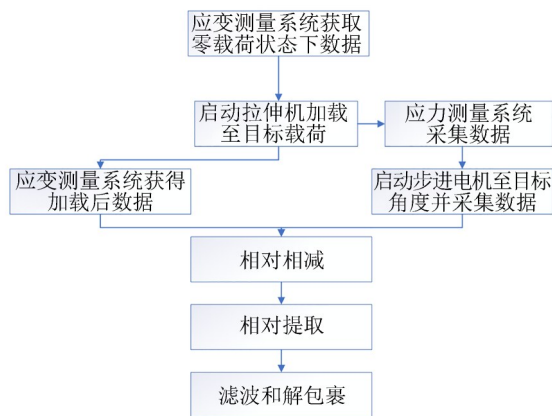 应变测量系统获取
零载荷状态下数据
启动拉伸机加载
至目标载荷
应力测量系统
采集数据
应变测量系统获得
加载后数据
启动步进电机至目标
角度并采集数据
相对相减
相对提取
滤波和解包裹